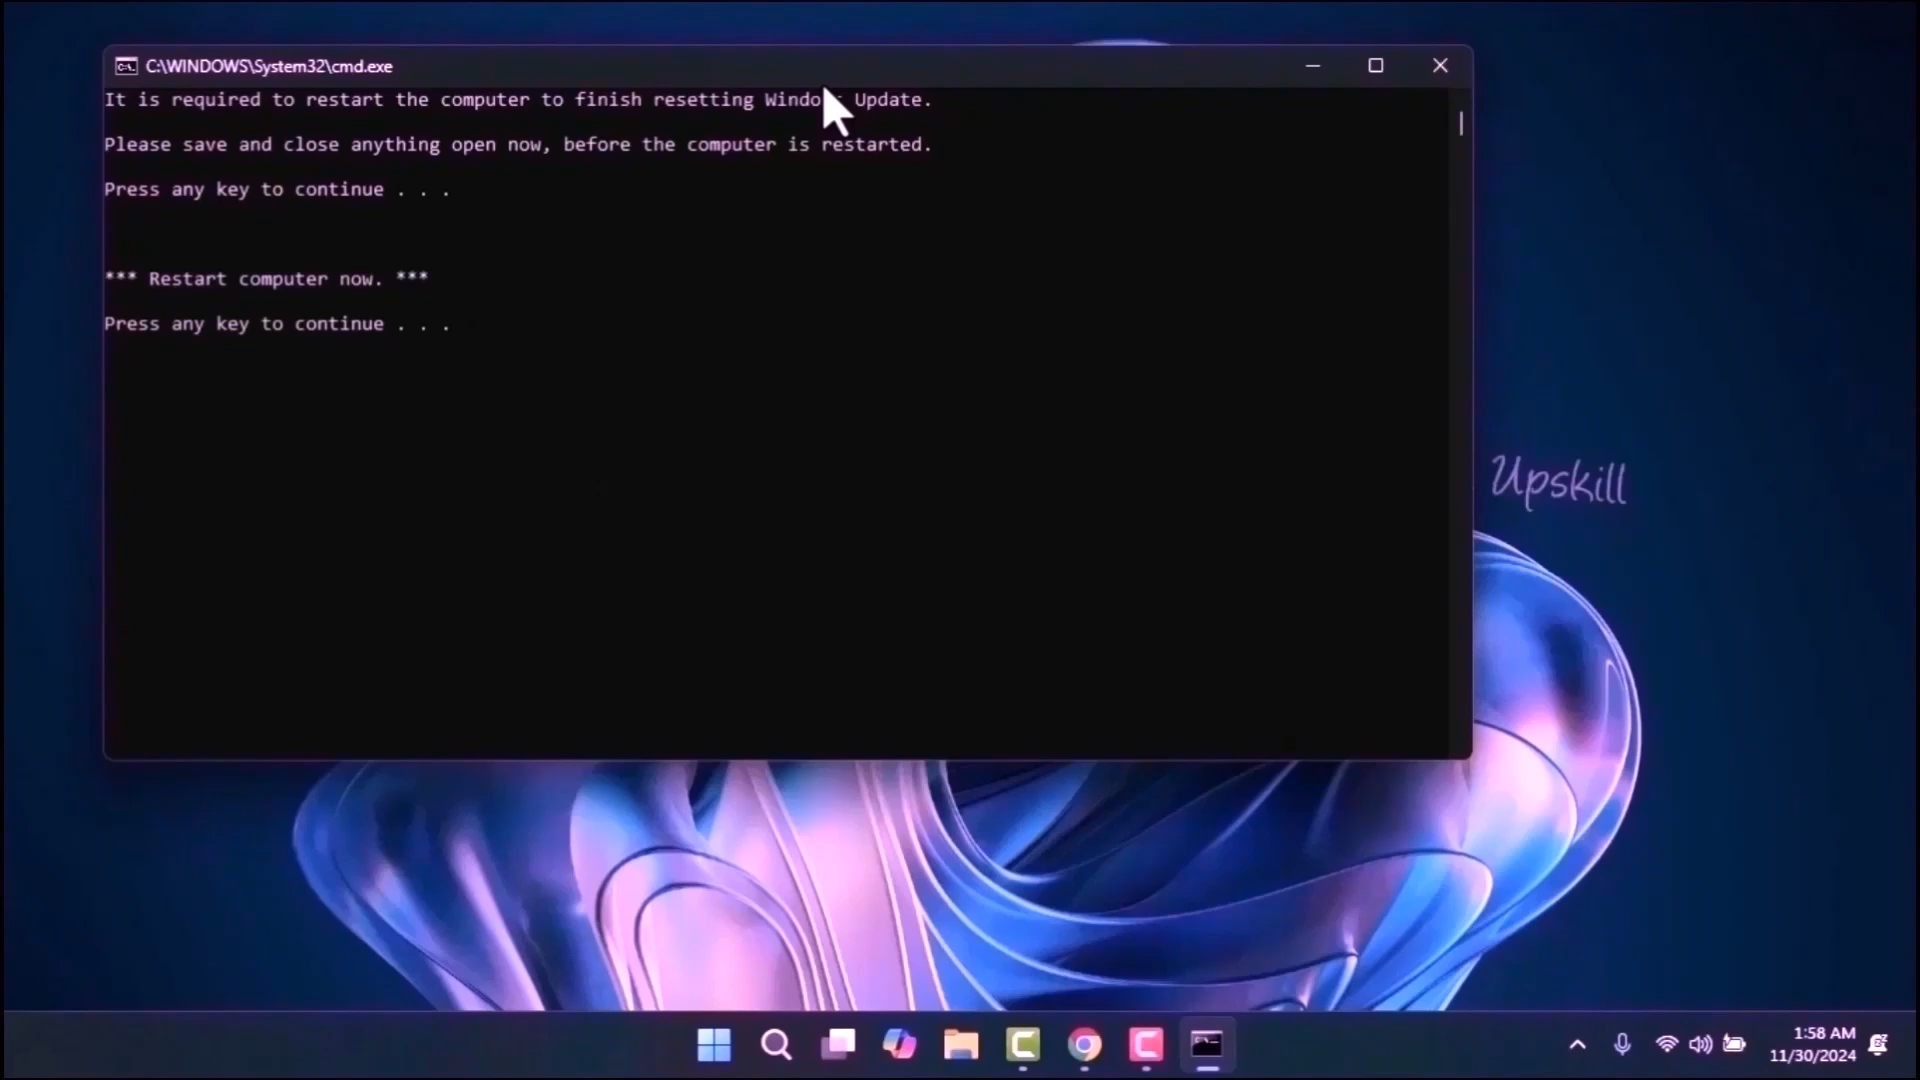 C:\WINDOWS\System32\cmd.exe
It is required to restart the computer to finish resetting Update.
Please save and close anything open now, before the computer is restarted.
Press any key to continue . . .
*** Restart computer now. ***
Press any key to continue . . .
Upskill
1:58 AM
11/30/2024